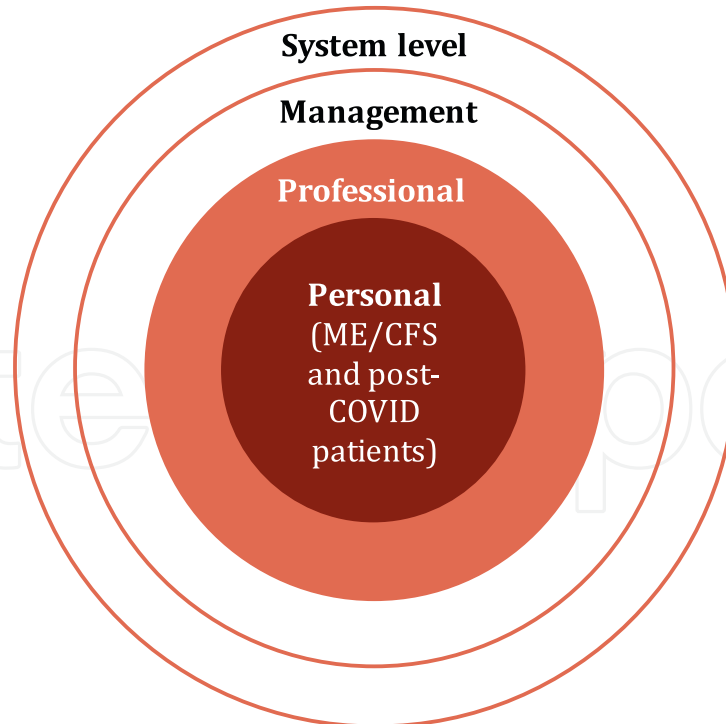 System level
Management
Professional
Personal
(ME/CFS
and post-
COVID
patients)